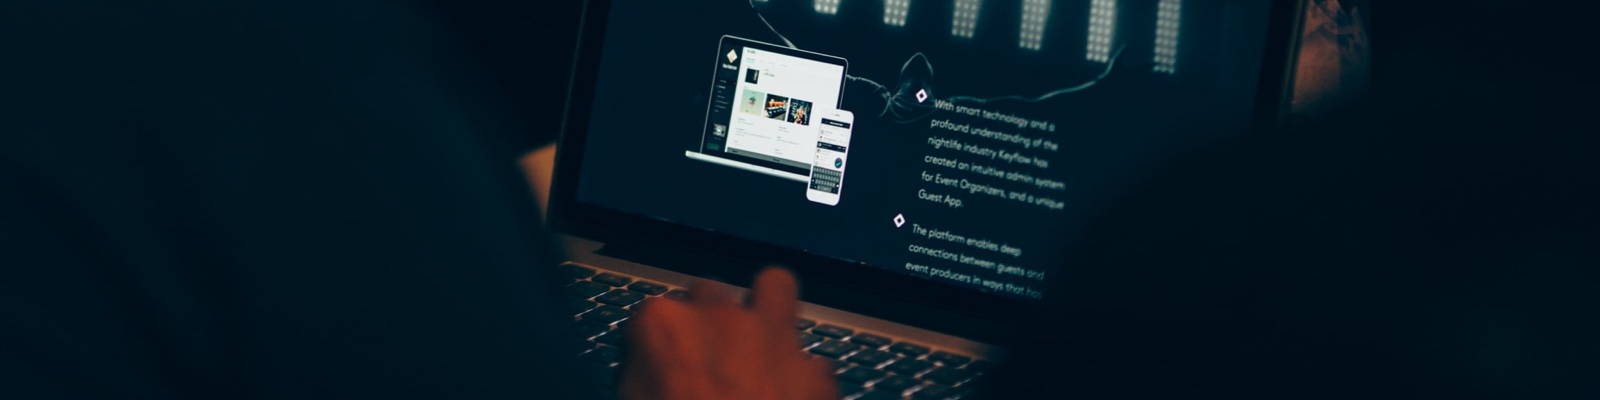 With smart technology and a
profound understanding of the
nightlife industry Keyflow has
created an intuitive admin system
for Event Organizers, and a unique
Guest App.
The platform enables deep
connections between guests and
event producers in ways that has